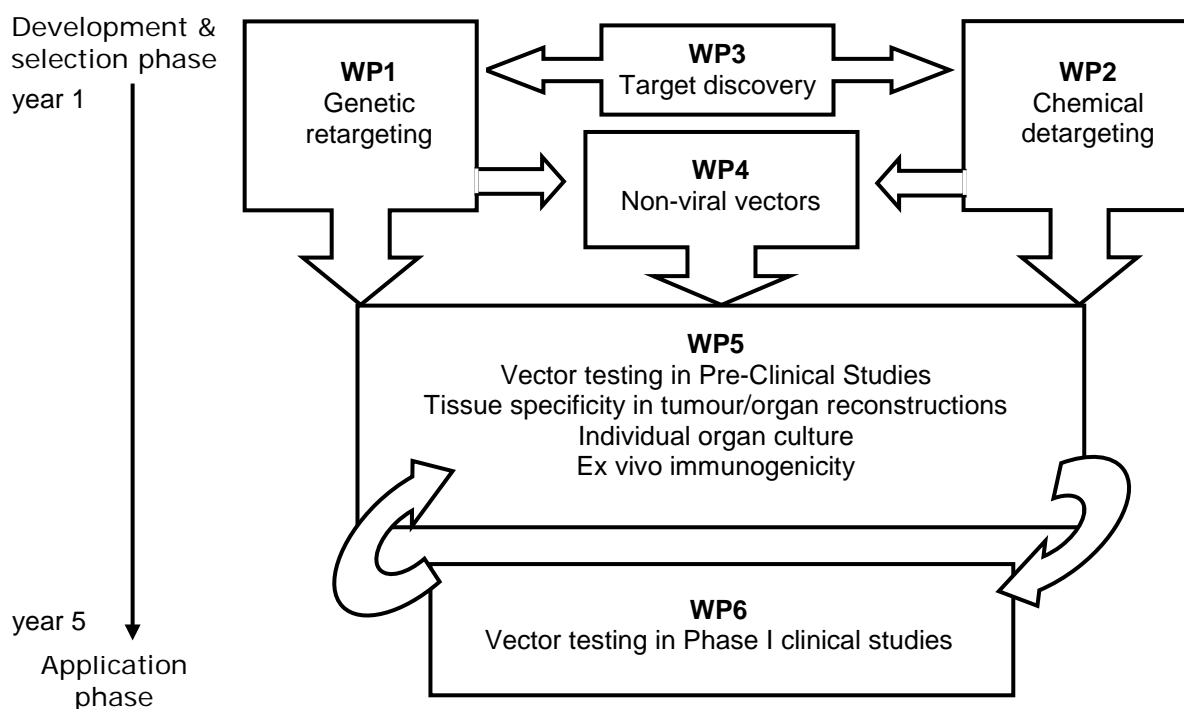 Development &
selection phase
year 1
WP1
Genetic
retargeting
WP3
Target discovery
WP2
Chemical
detargeting
WP4
Non-viral vectors
WP5
Vector testing in Pre-Clinical Studies
Tissue specificity in tumour/organ reconstructions
Individual organ culture
Ex vivo immunogenicity
WP6
Vector testing in Phase I clinical studies
year 5
Application
phase